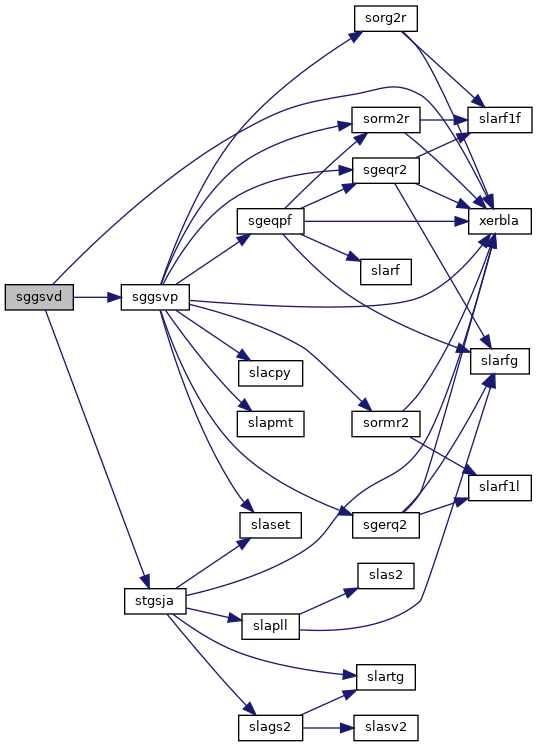 sorg2r
sorm2r
slarf1f
sgeqr2
sgeqpf
xerbla
slarf
sggsvd
sggsvp
slacpy
slarfg
slapmt
sormr2
slarf1l
slaset
sgerq2
slas2
stgsja
slapll
slartg
slags2
slasv2